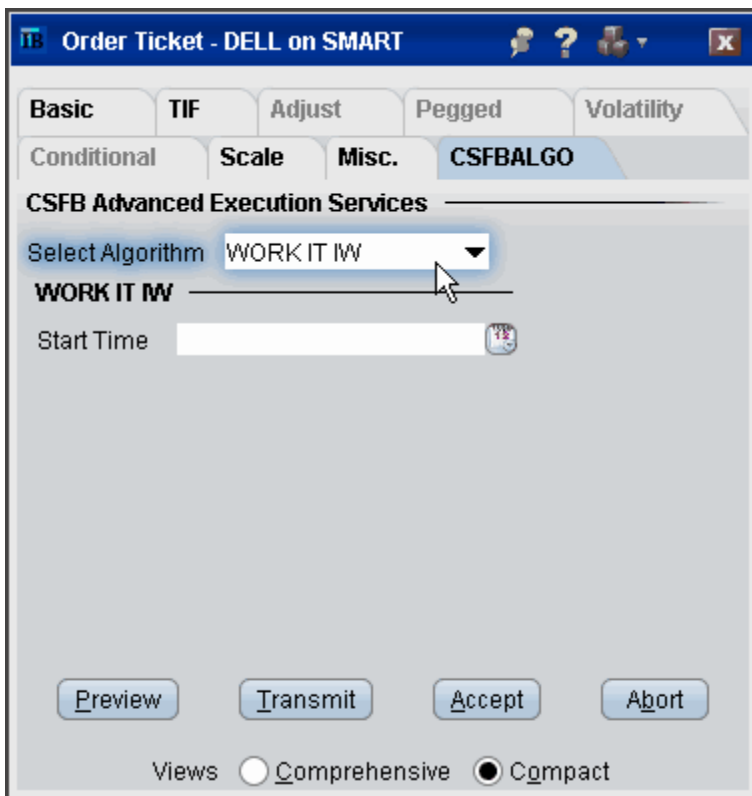 IB Order Ticket - DELL on SMART ?
Basic TIF Adjust Pegged Volatility
Conditional Scale Misc. CSFBALGO
CSFB Advanced Execution Services
Select Algorithm WORK IT IW
WORK IT IW
Start Time
Preview Transmit Accept Abort
Views Comprehensive Compact